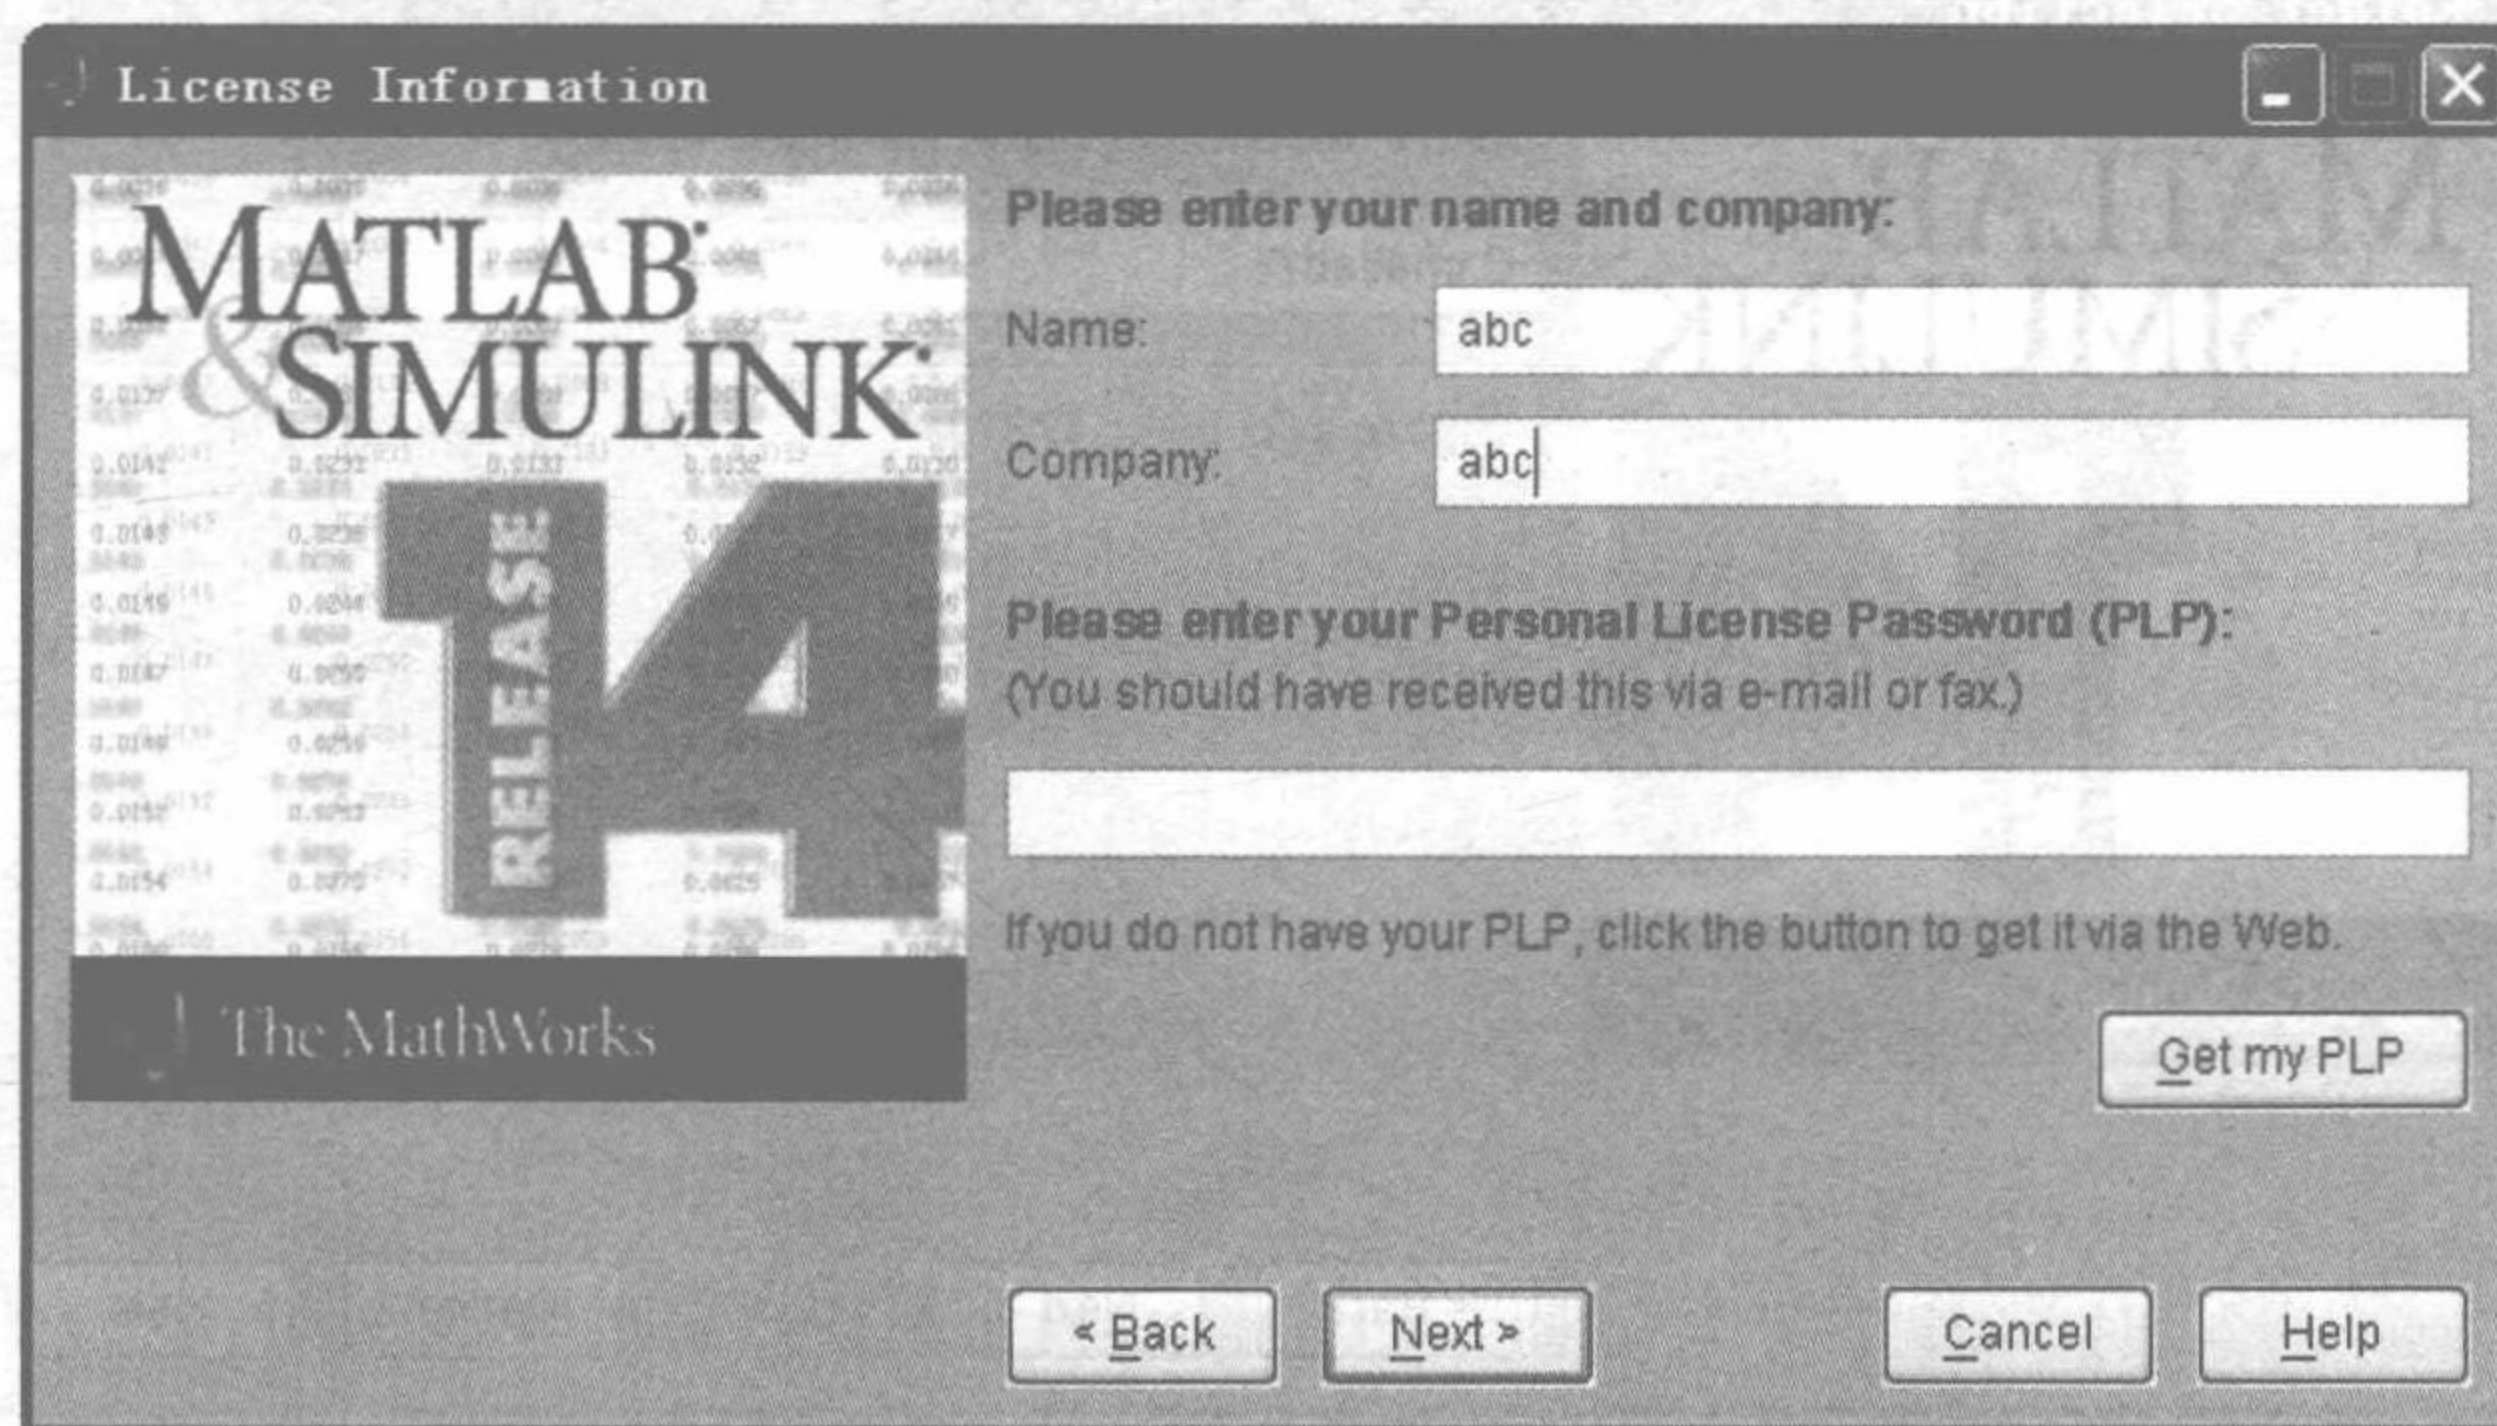 License Information
MATLAB
& SIMULINK
RELEASE
14
The MathWorks
Please enter your name and company:
Name: abc
Company: abc
Please enter your Personal License Password (PLP):
(You should have received this via e-mail or fax.)
If you do not have your PLP, click the button to get it via the Web.
Get my PLP
< Back Next > Cancel Help